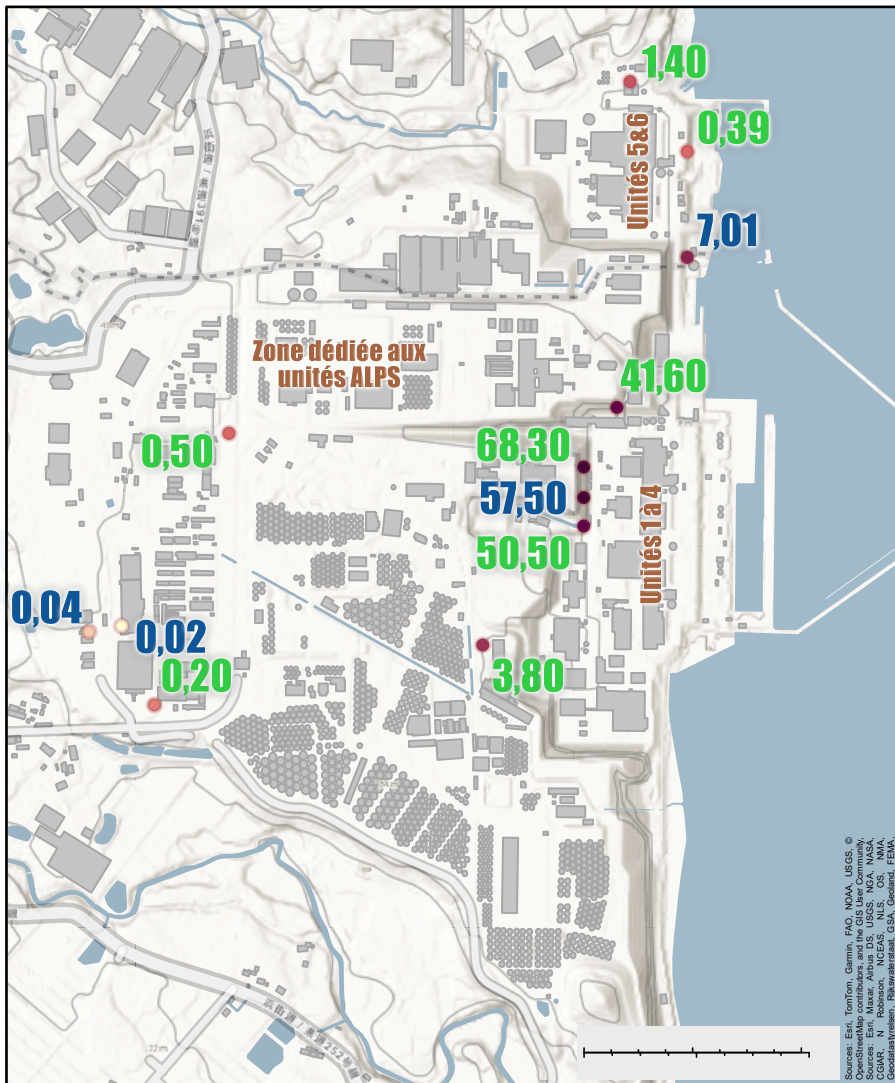 1,40
0,39
Unités 5&6
7,01
Zone dédiée aux
unités ALPS
41,60
0,50
68,30
57,50
50,50
Unités 1 à 4
0,04
0,02
0,20
3,80
Sources: Esri, TomTom, Garmin, FAO, NOAA, USGS, ©
OpenStreetMap contributors, and the GIS User Community,
Sources: Esri, Maxar, Airbus DS, USGS, NGA, NASA,
CGIAR, N Robinson, NCEAS, NLS, OS, NMA,
Geodatastyrelsen, Rijkswaterstaat, GSA, Geoland, FEMA,